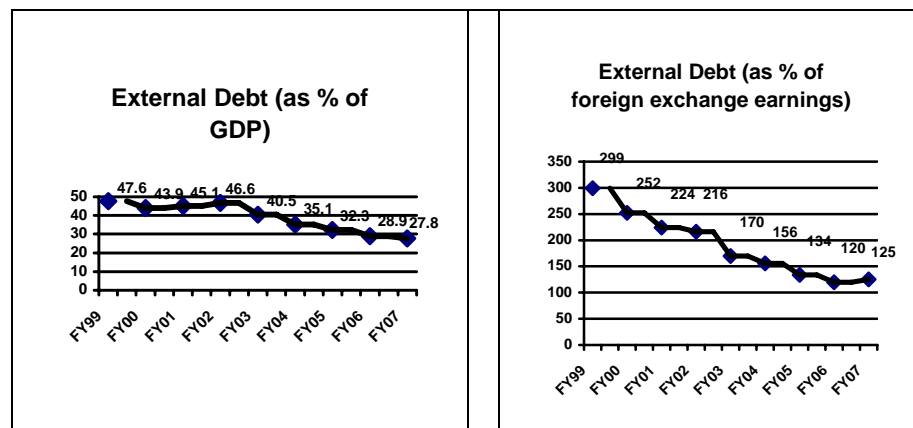 External Debt (as % of
GDP)
50
40
30
20
10
0
47.6
43.9
45.1
46.6
40.5
35.1
32.3
28.9
27.8
FY99
FY00
FY01
FY02
FY03
FY04
FY05
FY06
FY07
External Debt (as % of
foreign exchange earnings)
350
300
250
200
150
100
50
0
299
252
224
216
170
156
134
120
125
FY99
FY00
FY01
FY02
FY03
FY04
FY05
FY06
FY07